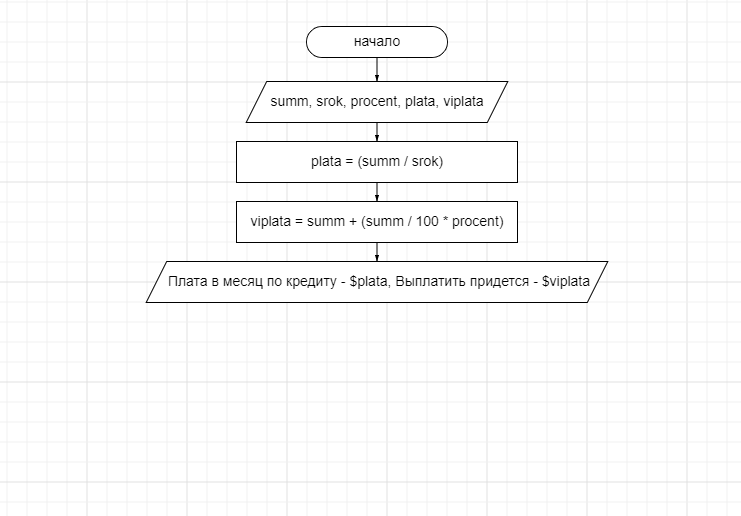 начало
summ, srok, procent, plata, viplata
plata = (summ / srok)
viplata = summ + (summ / 100 * procent)
Плата в месяц по кредиту - $plata, Выплатить придется - $viplata